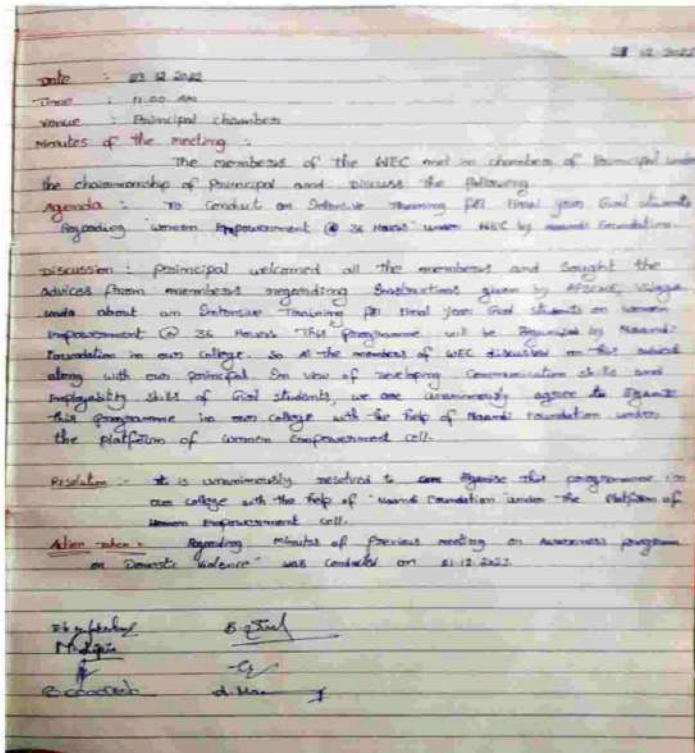 12 2022
Date : 12 2022
Time : 11.00 AM
Venue : Principal chamber
Minutes of the meeting :
The members of the WEC met in chamber of Principal under
the chairmanship of Principal and Discuss the following
Agenda : To Conduct an Intensive Training for Final year Girl students
Regarding "women Empowerment @ 36 Hours" under WEC by Naandi Foundation.
Discussion : principal welcomed all the members and Sought the
advices from members regarding Instructions given by APSCHE,
about an Intensive Training for Final year Girl students on women
Empowerment @ 36 Hours This programme will be Organised by Naandi
Foundation in our college. So All the members of WEC discussed on this
along with our principal In view of Developing Communication skills and
Employability skills of Girl students, we are unanimously agree to
this programme in our college with the help of Naandi Foundation under
the platform of women empowerment cell.
Resolution :- It is unanimously resolved to Organise this programme in
our college with the help of "Naandi Foundation" under the Platform of
Women Empowerment cell.
Action taken :- Regarding Minutes of Previous meeting on Awareness program
on Domestic Violence" was Conducted on